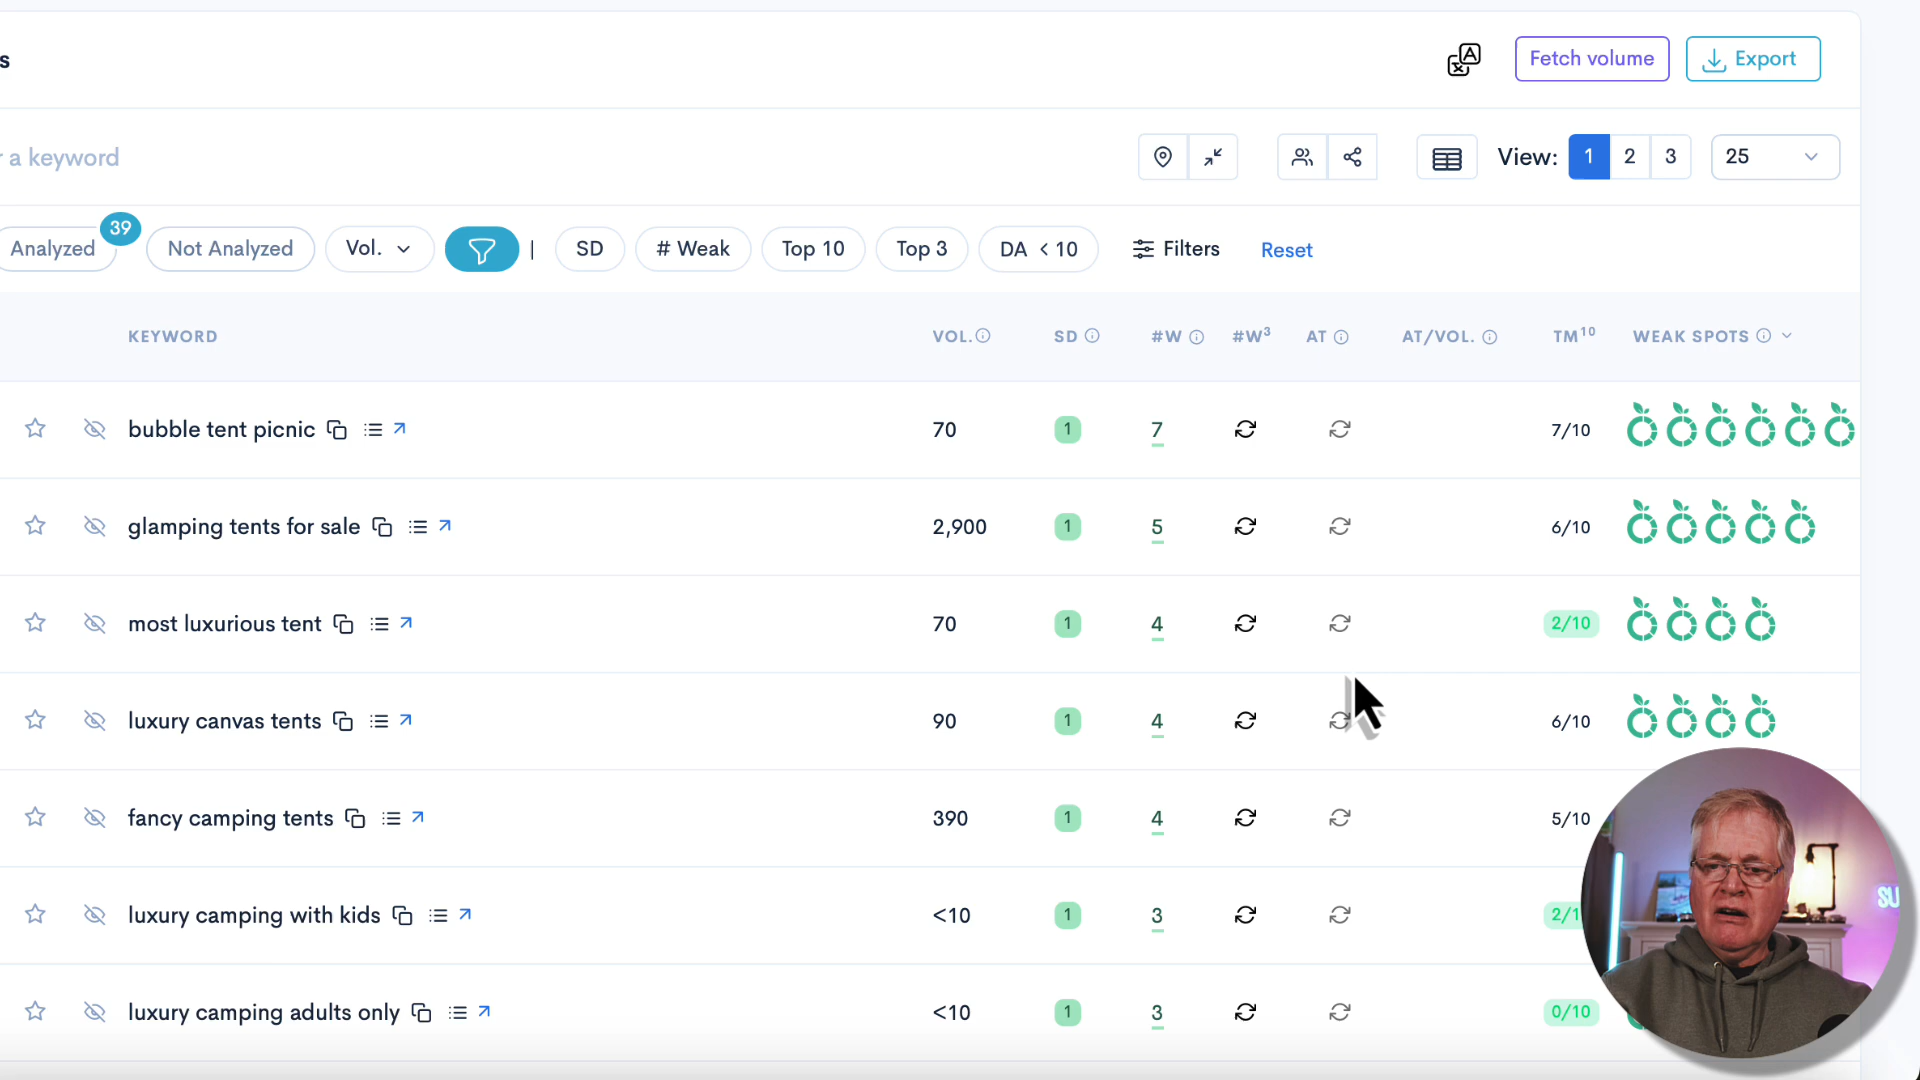 s
Fetch volume
Export
r a keyword
View: 1 2 3 25
39
Analyzed Not Analyzed Vol. | SD # Weak Top 10 Top 3 DA < 10 Filters Reset
KEYWORD VOL. SD #W #W3 AT AT/VOL. TM10 WEAK SPOTS
bubble tent picnic 70 1 7 7/10
glamping tents for sale 2,900 1 5 6/10
most luxurious tent 70 1 4 2/10
luxury canvas tents 90 1 4 6/10
fancy camping tents 390 1 4 5/10
luxury camping with kids <10 1 3 2/1
luxury camping adults only <10 1 3 0/10
SU